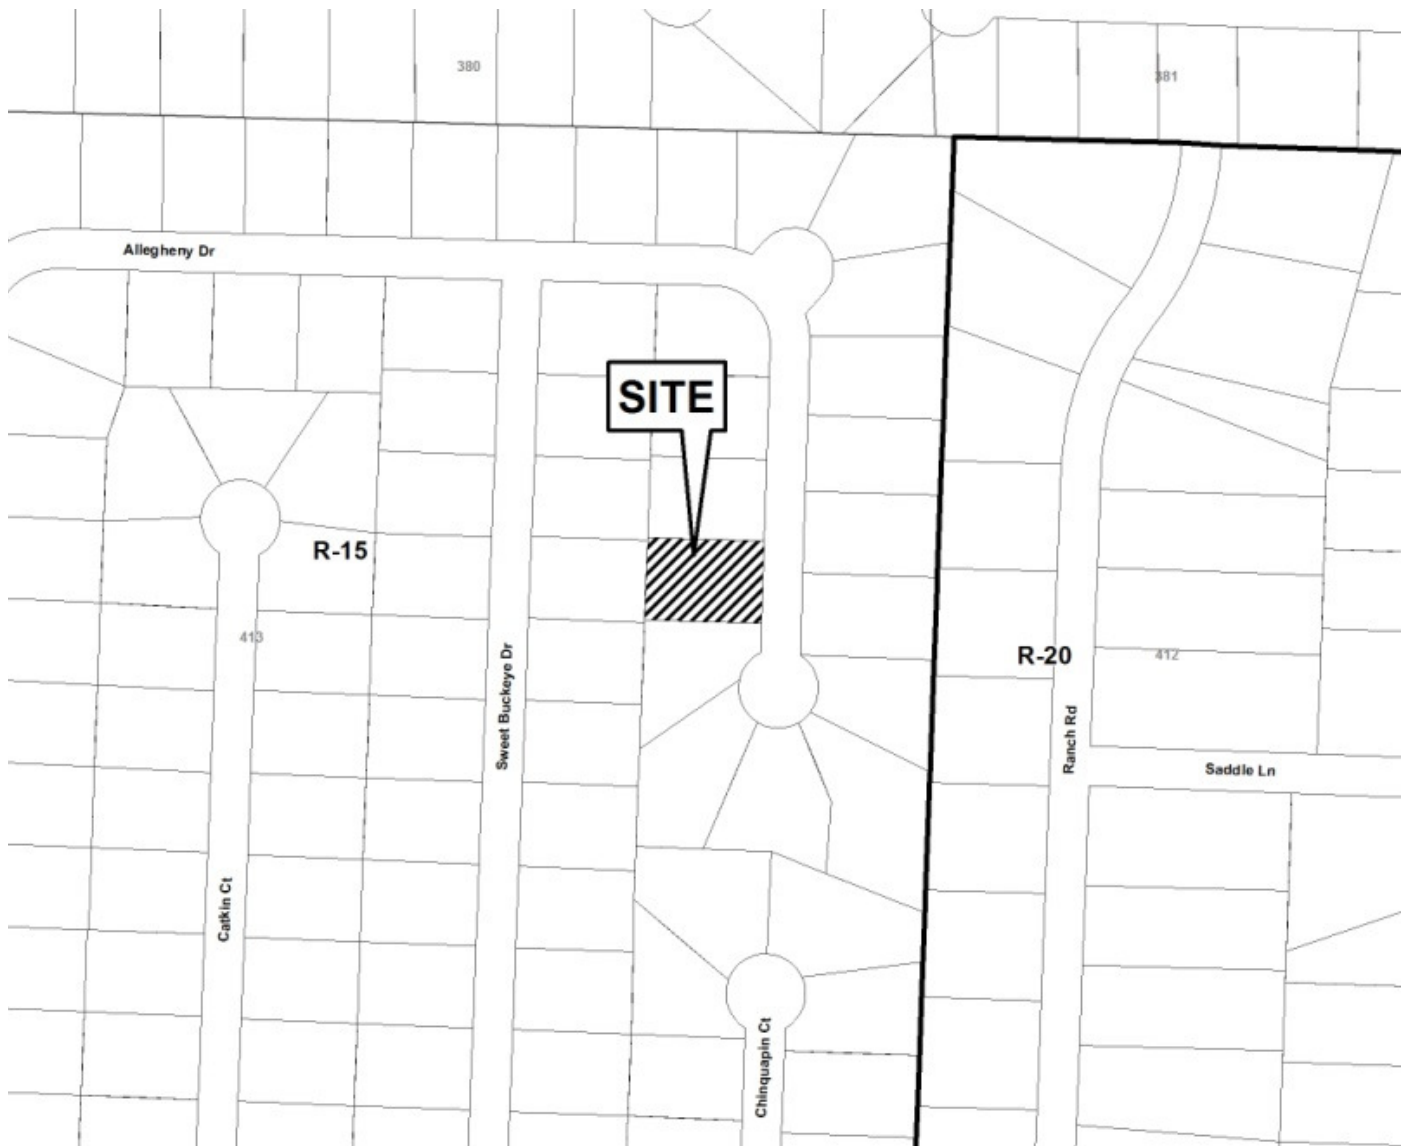 380
381
Allegheny Dr
SITE
R-15
413
Sweet Buckeye Dr
R-20
412
Ranch Rd
Saddle Ln
Catkin Ct
Chinquapin Ct